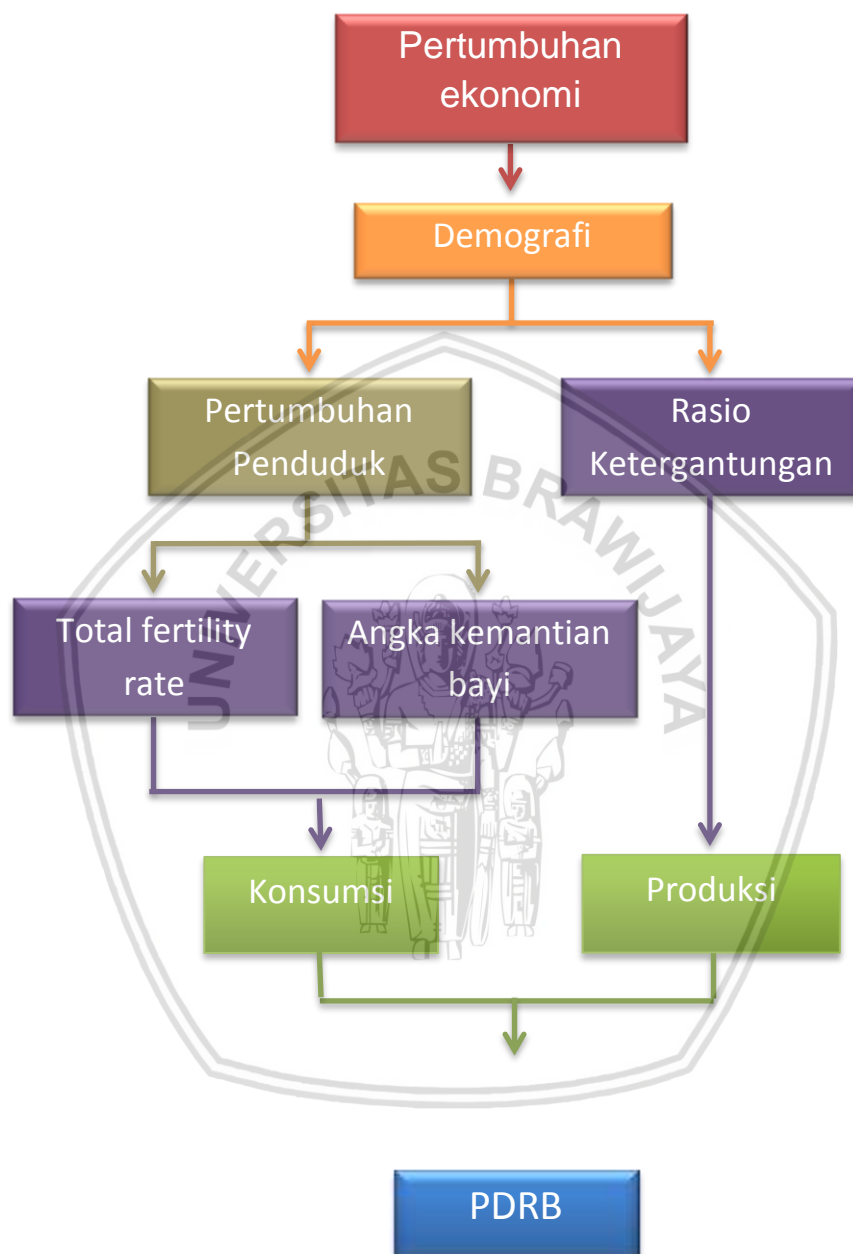 Pertumbuhan
ekonomi
Demografi
Pertumbuhan
Penduduk
Rasio
Ketergantungan
UNIVERSITAS BRAWIJAYA
Total fertility
rate
Angka kemantian
bayi
Konsumsi
Produksi
PDRB